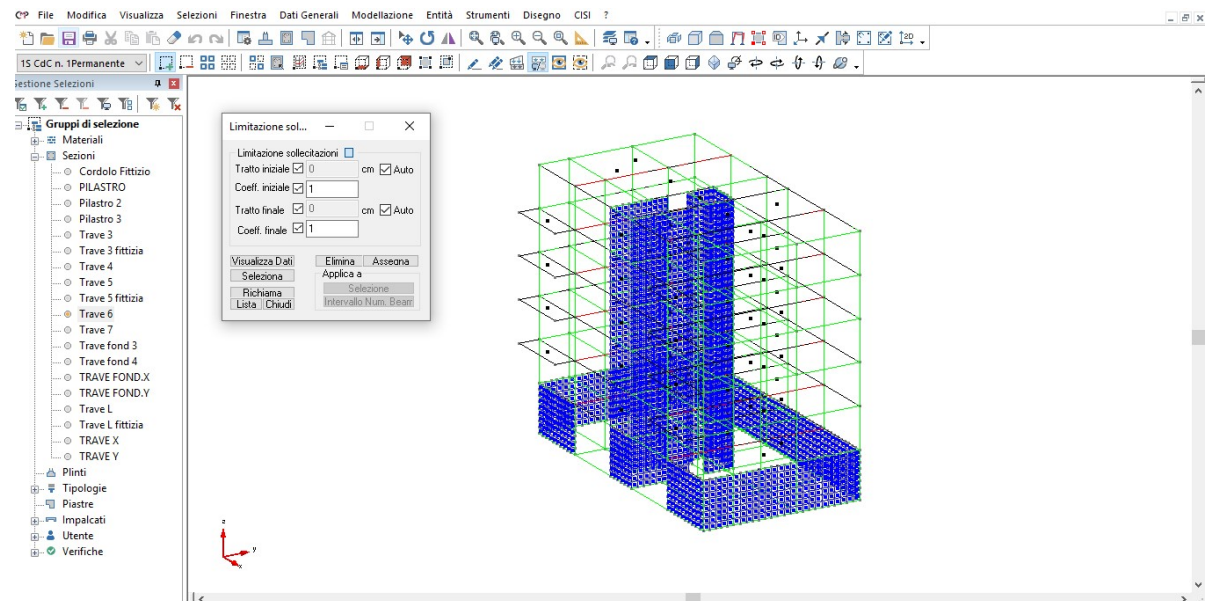 File Modifica Visualizza Selezioni Finestra Dati Generali Modellazione Entità Strumenti Disegno CISI ?
1S CdC n. 1Permanente
Gestione Selezioni
Gruppi di selezione
Materiali
Sezioni
Cordolo Fittizio
PILASTRO
Pilastro 2
Pilastro 3
Trave 3
Trave 3 fittizia
Trave 4
Trave 5
Trave 5 fittizia
Trave 6
Trave 7
Trave fond 3
Trave fond 4
TRAVE FOND.X
TRAVE FOND.Y
Trave L
Trave L fittizia
TRAVE X
TRAVE Y
Plinti
Tipologie
Piastre
Impalcati
Utente
Verifiche
Limitazione sol...
Limitazione sollecitazioni
Tratto iniziale 0 cm Auto
Coeff. iniziale 1
Tratto finale 0 cm Auto
Coeff. finale 1
Visualizza Dati Elimina Assegna
Seleziona Applica a
Selezione
Richiama
Lista Chiudi Intervallo Num. Beam
z
y
x